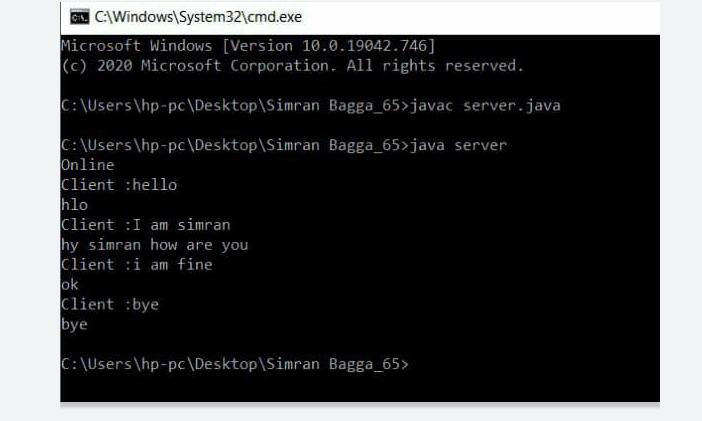 C:\Windows\System32\cmd.exe
Microsoft Windows [Version 10.0.19042.746]
(c) 2020 Microsoft Corporation. All rights reserved.
C:\Users\hp-pc\Desktop\Simran Bagga_65>javac server.java
C:\Users\hp-pc\Desktop\Simran Bagga_65>java server
Online
Client :hello
hlo
Client :I am simran
hy simran how are you
Client :i am fine
ok
Client :bye
bye
C:\Users\hp-pc\Desktop\Simran Bagga_65>